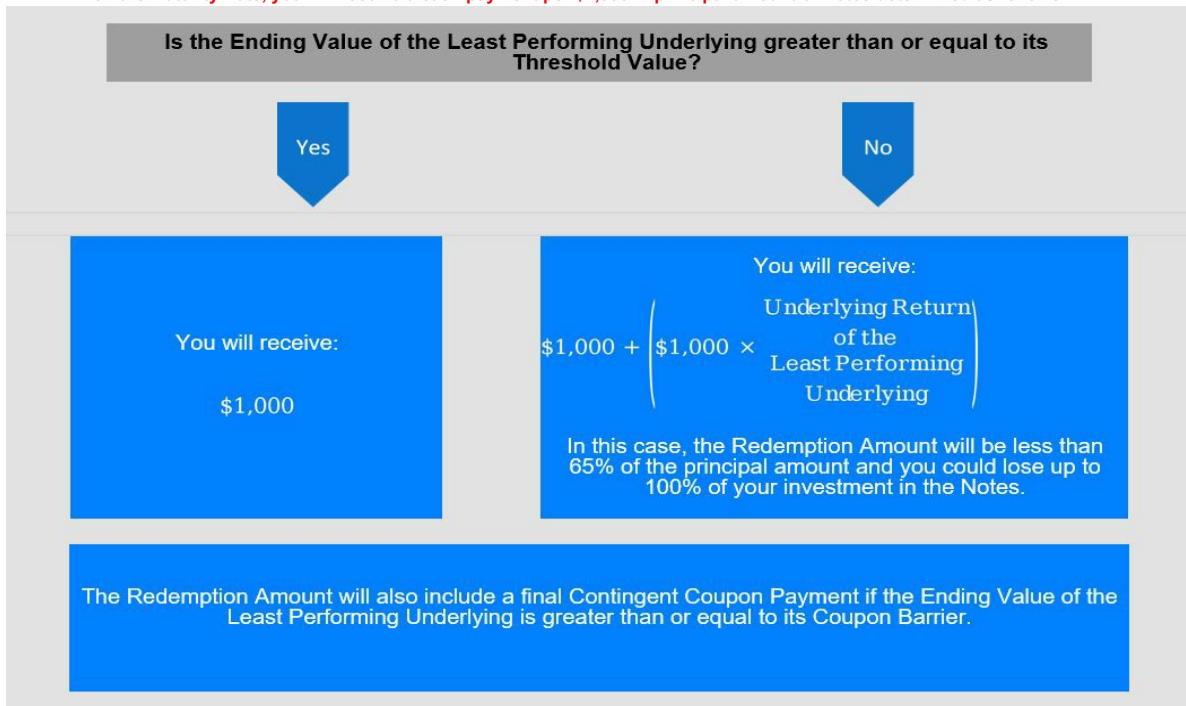 Is the Ending Value of the Least Performing Underlying greater than or equal to its
Threshold Value?
Yes
No
You will receive:
$1,000
You will receive:
$1,000 + ($1,000 × Underlying Return
of the
Least Performing
Underlying)
In this case, the Redemption Amount will be less than
65% of the principal amount and you could lose up to
100% of your investment in the Notes.
The Redemption Amount will also include a final Contingent Coupon Payment if the Ending Value of the
Least Performing Underlying is greater than or equal to its Coupon Barrier.